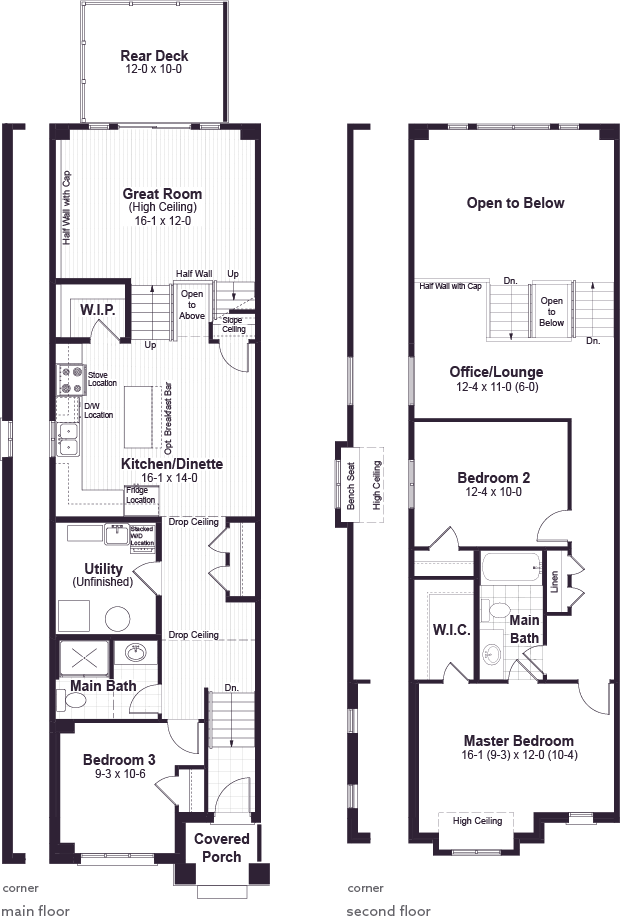 Rear Deck
12-0 x 10-0
Great Room
(High Ceiling)
16-1 x 12-0
Half Wall with Cap
Half Wall
Up
W.I.P.
Open
to
Above
Slope
Ceiling
Up
Stove
Location
D/W
Location
Opt. Breakfast Bar
Kitchen/Dinette
16-1 x 14-0
Fridge
Location
Drop Ceiling
Stacked
W/D
Location
Utility
(Unfinished)
Drop Ceiling
Main Bath
Dn.
Bedroom 3
9-3 x 10-6
Covered
Porch
corner
main floor
Open to Below
Half Wall with Cap
Dn.
Open
to
Below
Dn.
Office/Lounge
12-4 x 11-0 (6-0)
Bench Seat
High Ceiling
Bedroom 2
12-4 x 10-0
Linen
W.I.C.
Main
Bath
Master Bedroom
16-1 (9-3) x 12-0 (10-4)
High Ceiling
corner
second floor